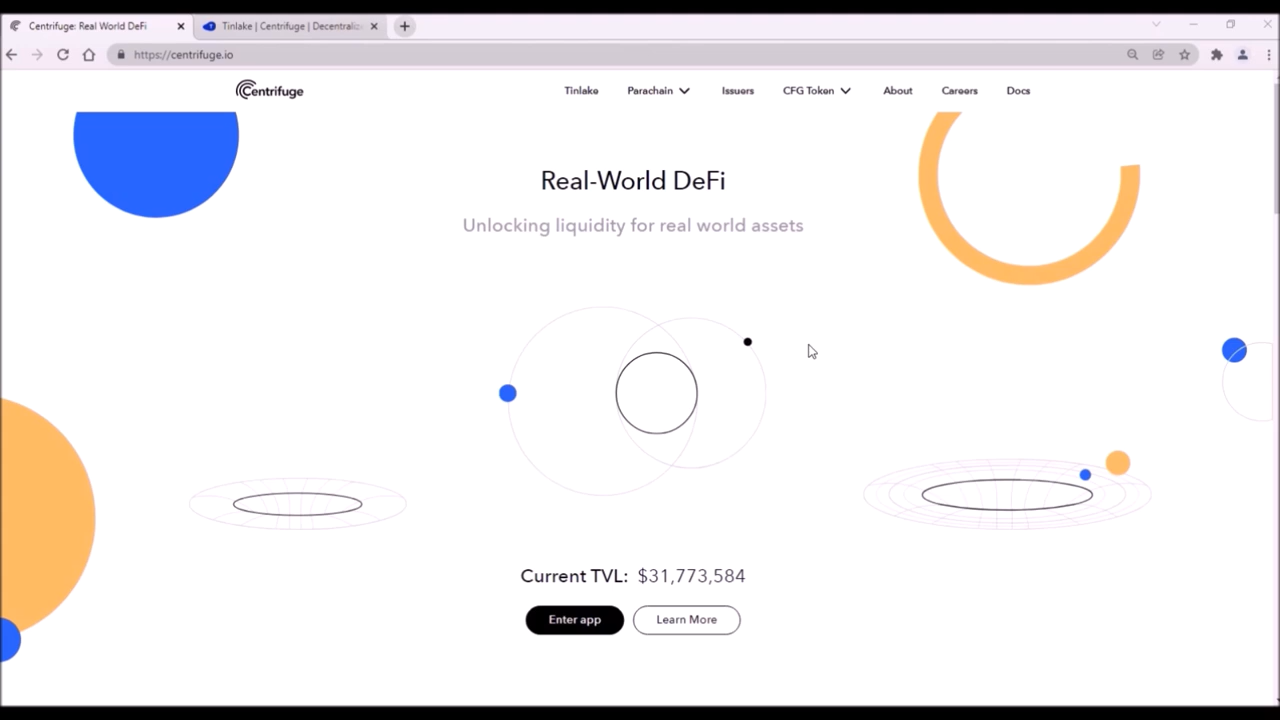 Centrifuge: Real World DeFi
Tinlake | Centrifuge | Decentraliz
https://centrifuge.io
Centrifuge
Tinlake
Parachain
Issuers
CFG Token
About
Careers
Docs
Real-World DeFi
Unlocking liquidity for real world assets
Current TVL: $31,773,584
Enter app
Learn More